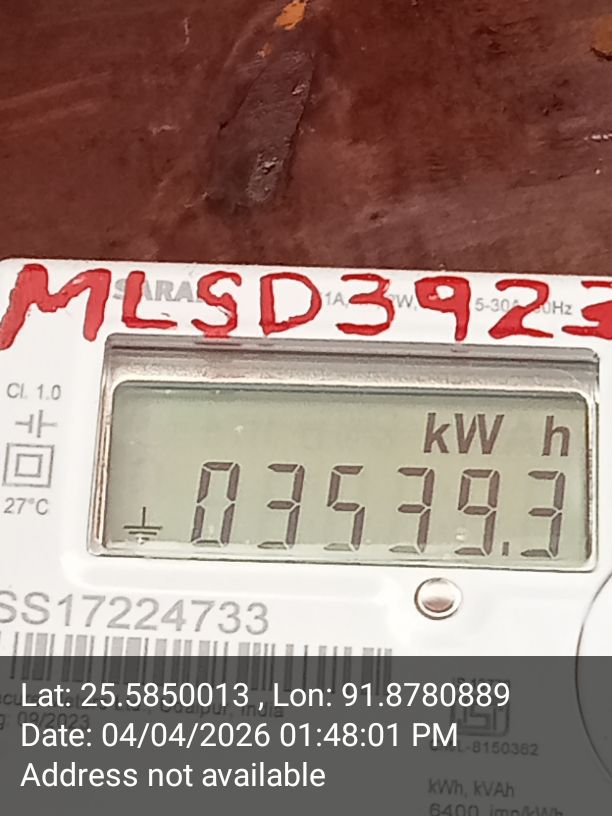 MLSD3923
Cl. 1.0
27°C
kW h
03539.3
SS17224733
Lat: 25.5850013 , Lon: 91.8780889
Date: 04/04/2026 01:48:01 PM
Address not available
kWh, kVAh
6400